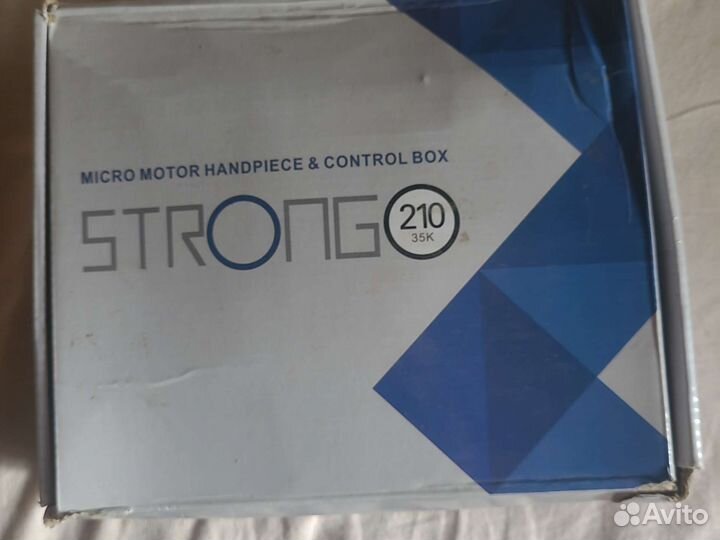 MICRO MOTOR HANDPIECE & CONTROL BOX
STRONG 210
35K
Avito